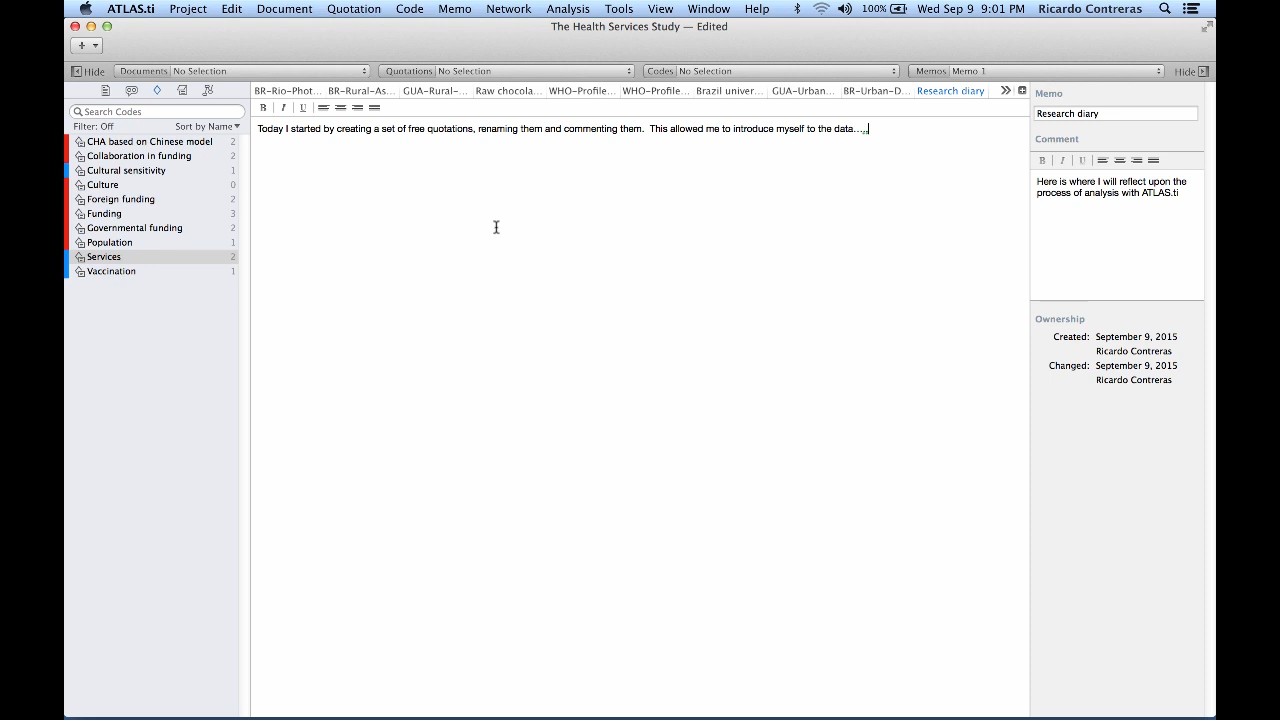 ATLAS.ti Project Edit Document Quotation Code Memo Network Analysis Tools View Window Help 100% Wed Sep 9 9:01 PM Ricardo Contreras
The Health Services Study — Edited
+
Hide Documents No Selection Quotations No Selection Codes No Selection Memos Memo 1 Hide
BR-Rio-Phot... BR-Rural-As... GUA-Rural-... Raw chocola... WHO-Profile... WHO-Profile... Brazil univer... GUA-Urban... BR-Urban-D... Research diary
Search Codes
Filter: Off Sort by Name
CHA based on Chinese model 2
Collaboration in funding 2
Cultural sensitivity 1
Culture 0
Foreign funding 2
Funding 3
Governmental funding 2
Population 1
Services 2
Vaccination 1
B I U
Today I started by creating a set of free quotations, renaming them and commenting them. This allowed me to introduce myself to the data.....
Memo
Research diary
Comment
B I U
Here is where I will reflect upon the
process of analysis with ATLAS.ti
Ownership
Created: September 9, 2015
Ricardo Contreras
Changed: September 9, 2015
Ricardo Contreras